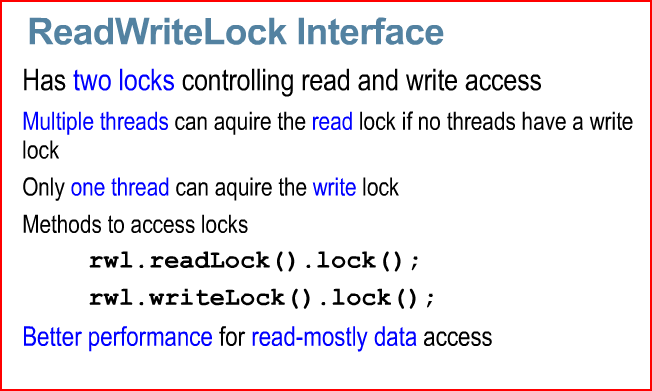 ReadWriteLock Interface
Has two locks controlling read and write access
Multiple threads can aquire the read lock if no threads have a write
lock
Only one thread can aquire the write lock
Methods to access locks
rwl.readLock().lock();
rwl.writeLock().lock();
Better performance for read-mostly data access